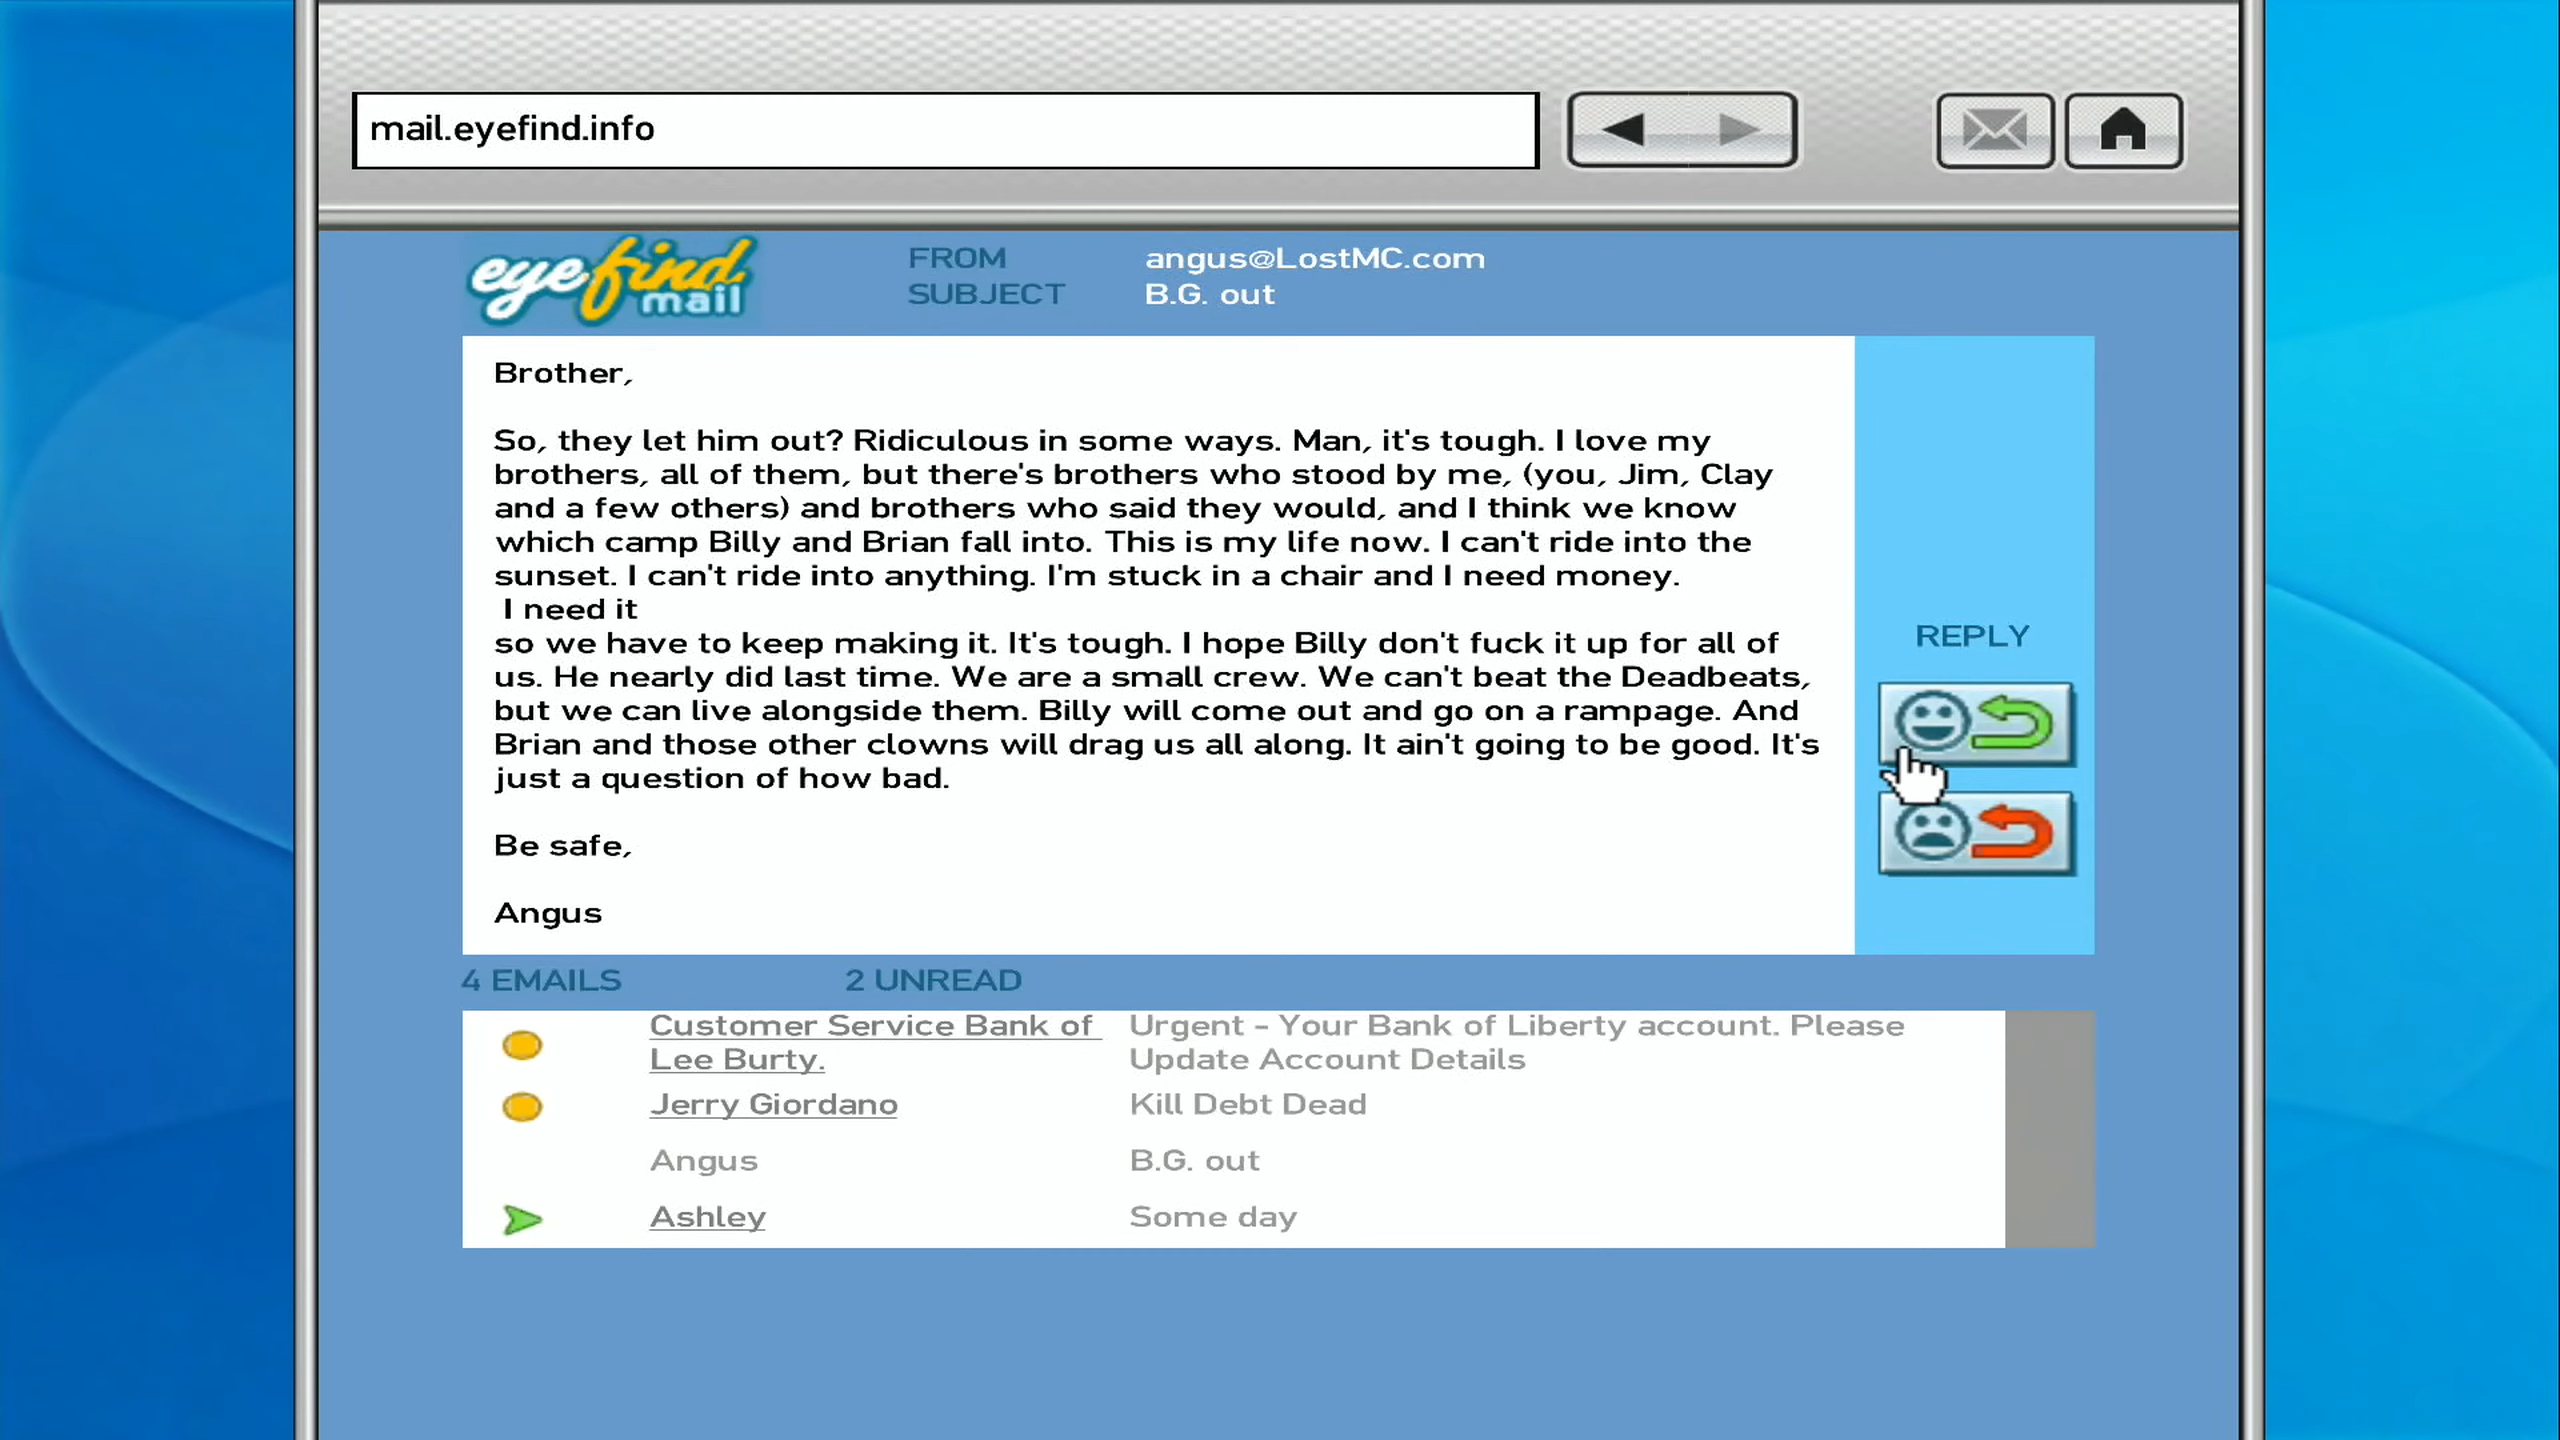 mail.eyefind.info
eyefind
mail
FROM angus@LostMC.com
SUBJECT B.G. out
Brother,
So, they let him out? Ridiculous in some ways. Man, it's tough. I love my
brothers, all of them, but there's brothers who stood by me, (you, Jim, Clay
and a few others) and brothers who said they would, and I think we know
which camp Billy and Brian fall into. This is my life now. I can't ride into the
sunset. I can't ride into anything. I'm stuck in a chair and I need money.
I need it
so we have to keep making it. It's tough. I hope Billy don't fuck it up for all of
us. He nearly did last time. We are a small crew. We can't beat the Deadbeats,
but we can live alongside them. Billy will come out and go on a rampage. And
Brian and those other clowns will drag us all along. It ain't going to be good. It's
just a question of how bad.
Be safe,
Angus
REPLY
4 EMAILS 2 UNREAD
Customer Service Bank of Urgent - Your Bank of Liberty account. Please
Lee Burty. Update Account Details
Jerry Giordano Kill Debt Dead
Angus B.G. out
Ashley Some day